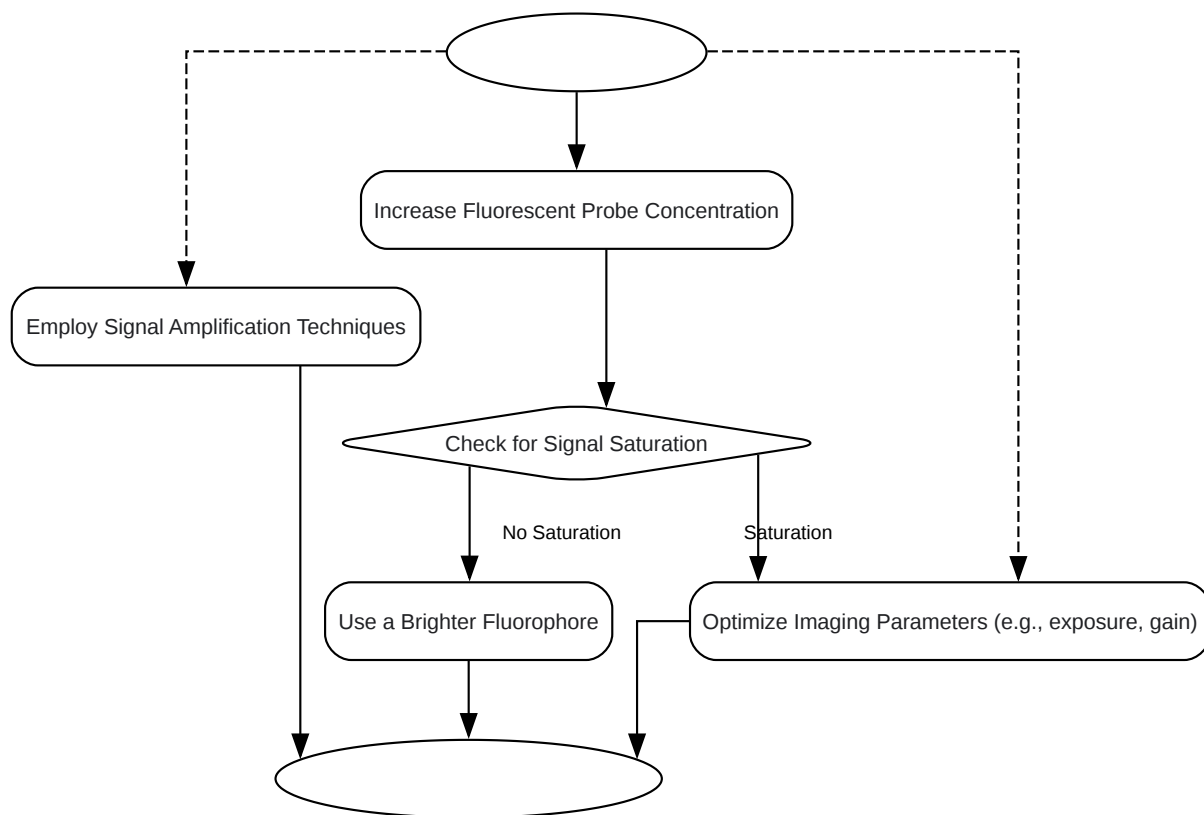 Increase Fluorescent Probe Concentration
Employ Signal Amplification Techniques
Check for Signal Saturation
No Saturation
Saturation
Use a Brighter Fluorophore
Optimize Imaging Parameters (e.g., exposure, gain)